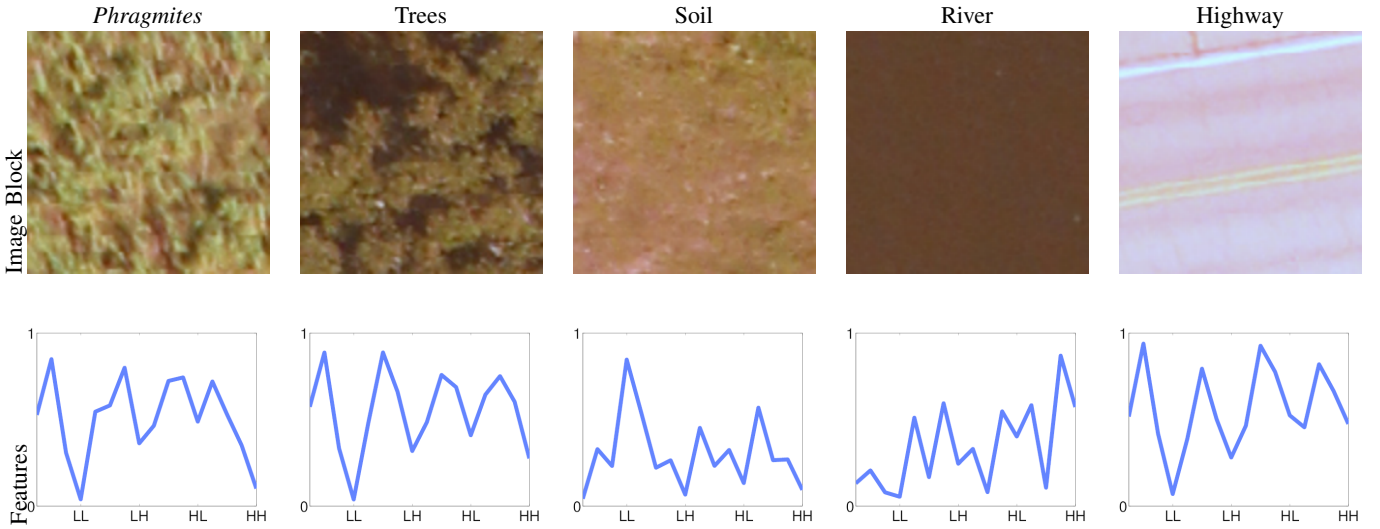 Phragmites Trees Soil River Highway
Image Block
Features
1 1 1 1 1
0 0 0 0 0
LL LH HL HH LL LH HL HH LL LH HL HH LL LH HL HH LL LH HL HH